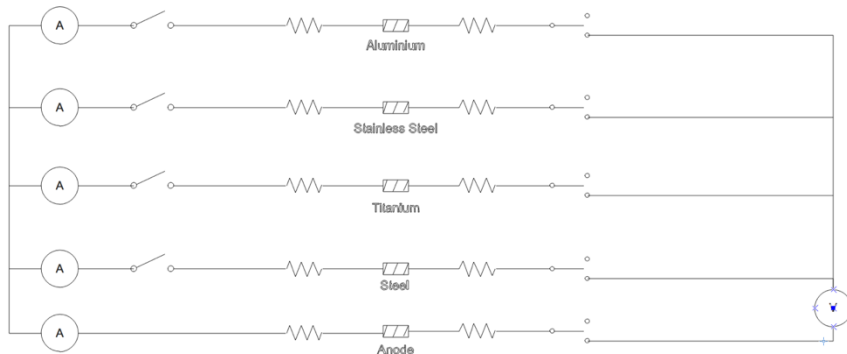 A
Aluminium
A
Stainless Steel
A
Titanium
A
Steel
A
Anode